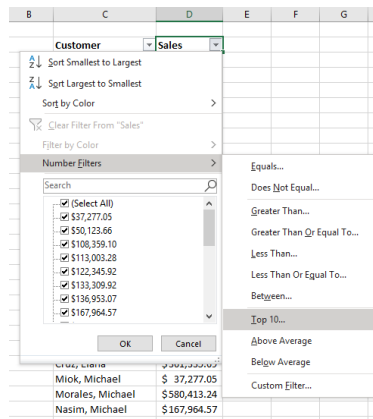 B C D E F G
Customer Sales
Sort Smallest to Largest
Sort Largest to Smallest
Sort by Color
Clear Filter From "Sales"
Filter by Color
Number Filters
Search
(Select All)
$37,277.05
$50,123.66
$108,359.10
$113,003.28
$122,345.92
$133,309.92
$136,953.07
$167,964.57
OK Cancel
Equals...
Does Not Equal...
Greater Than...
Greater Than Or Equal To...
Less Than...
Less Than Or Equal To...
Between...
Top 10...
Above Average
Below Average
Custom Filter...
Miok, Michael $ 37,277.05
Morales, Michael $580,413.24
Nasim, Michael $167,964.57